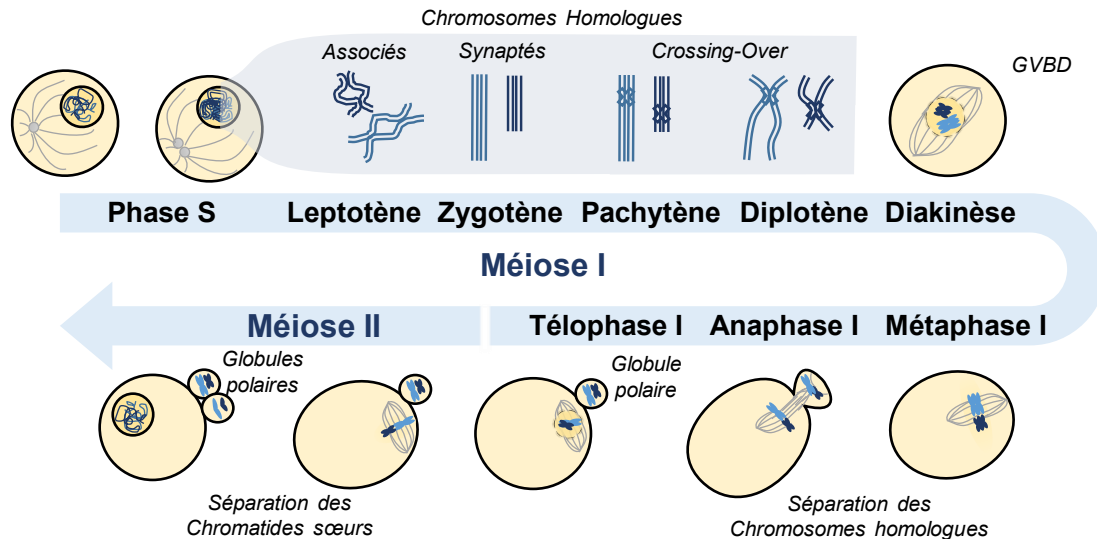 Chromosomes Homologues
Associés
Synaptés
Crossing-Over
GVBD
Phase S
Leptotène
Zygotène
Pachytène
Diplotène
Diakinèse
Méiose I
Méiose II
Télophase I
Anaphase I
Métaphase I
Globules
polaires
Globule
polaire
Séparation des
Chromatides sœurs
Séparation des
Chromosomes homologues